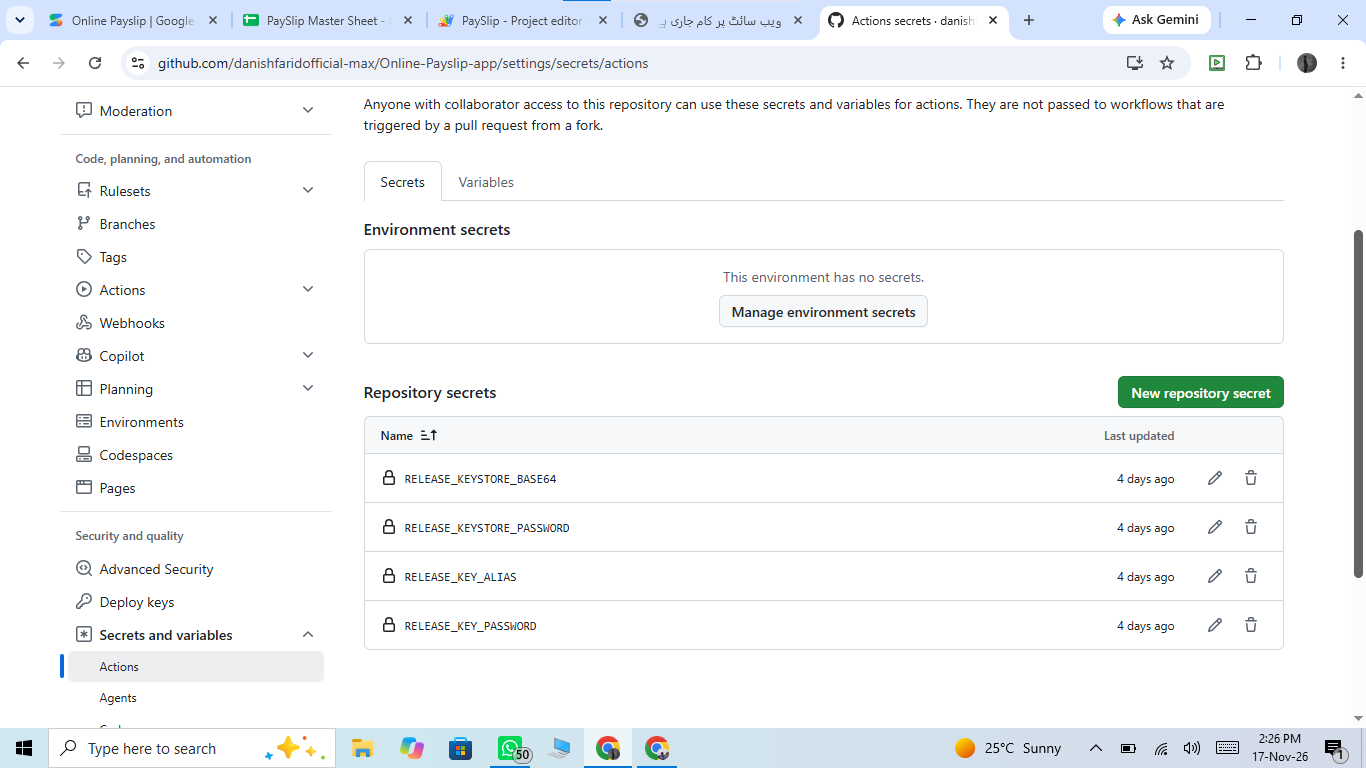 Online Payslip | Google
PaySlip Master Sheet -
PaySlip - Project editor
ویب سائٹ پر کام جاری ہے
Actions secrets · danish
Ask Gemini
github.com/danishfaridofficial-max/Online-Payslip-app/settings/secrets/actions
Moderation
Code, planning, and automation
Rulesets
Branches
Tags
Actions
Webhooks
Copilot
Planning
Environments
Codespaces
Pages
Security and quality
Advanced Security
Deploy keys
Secrets and variables
Actions
Agents
Anyone with collaborator access to this repository can use these secrets and variables for actions. They are not passed to workflows that are
triggered by a pull request from a fork.
Secrets
Variables
Environment secrets
This environment has no secrets.
Manage environment secrets
Repository secrets
New repository secret
Name
Last updated
RELEASE_KEYSTORE_BASE64
4 days ago
RELEASE_KEYSTORE_PASSWORD
4 days ago
RELEASE_KEY_ALIAS
4 days ago
RELEASE_KEY_PASSWORD
4 days ago
Type here to search
50
25°C Sunny
2:26 PM
17-Nov-26
1